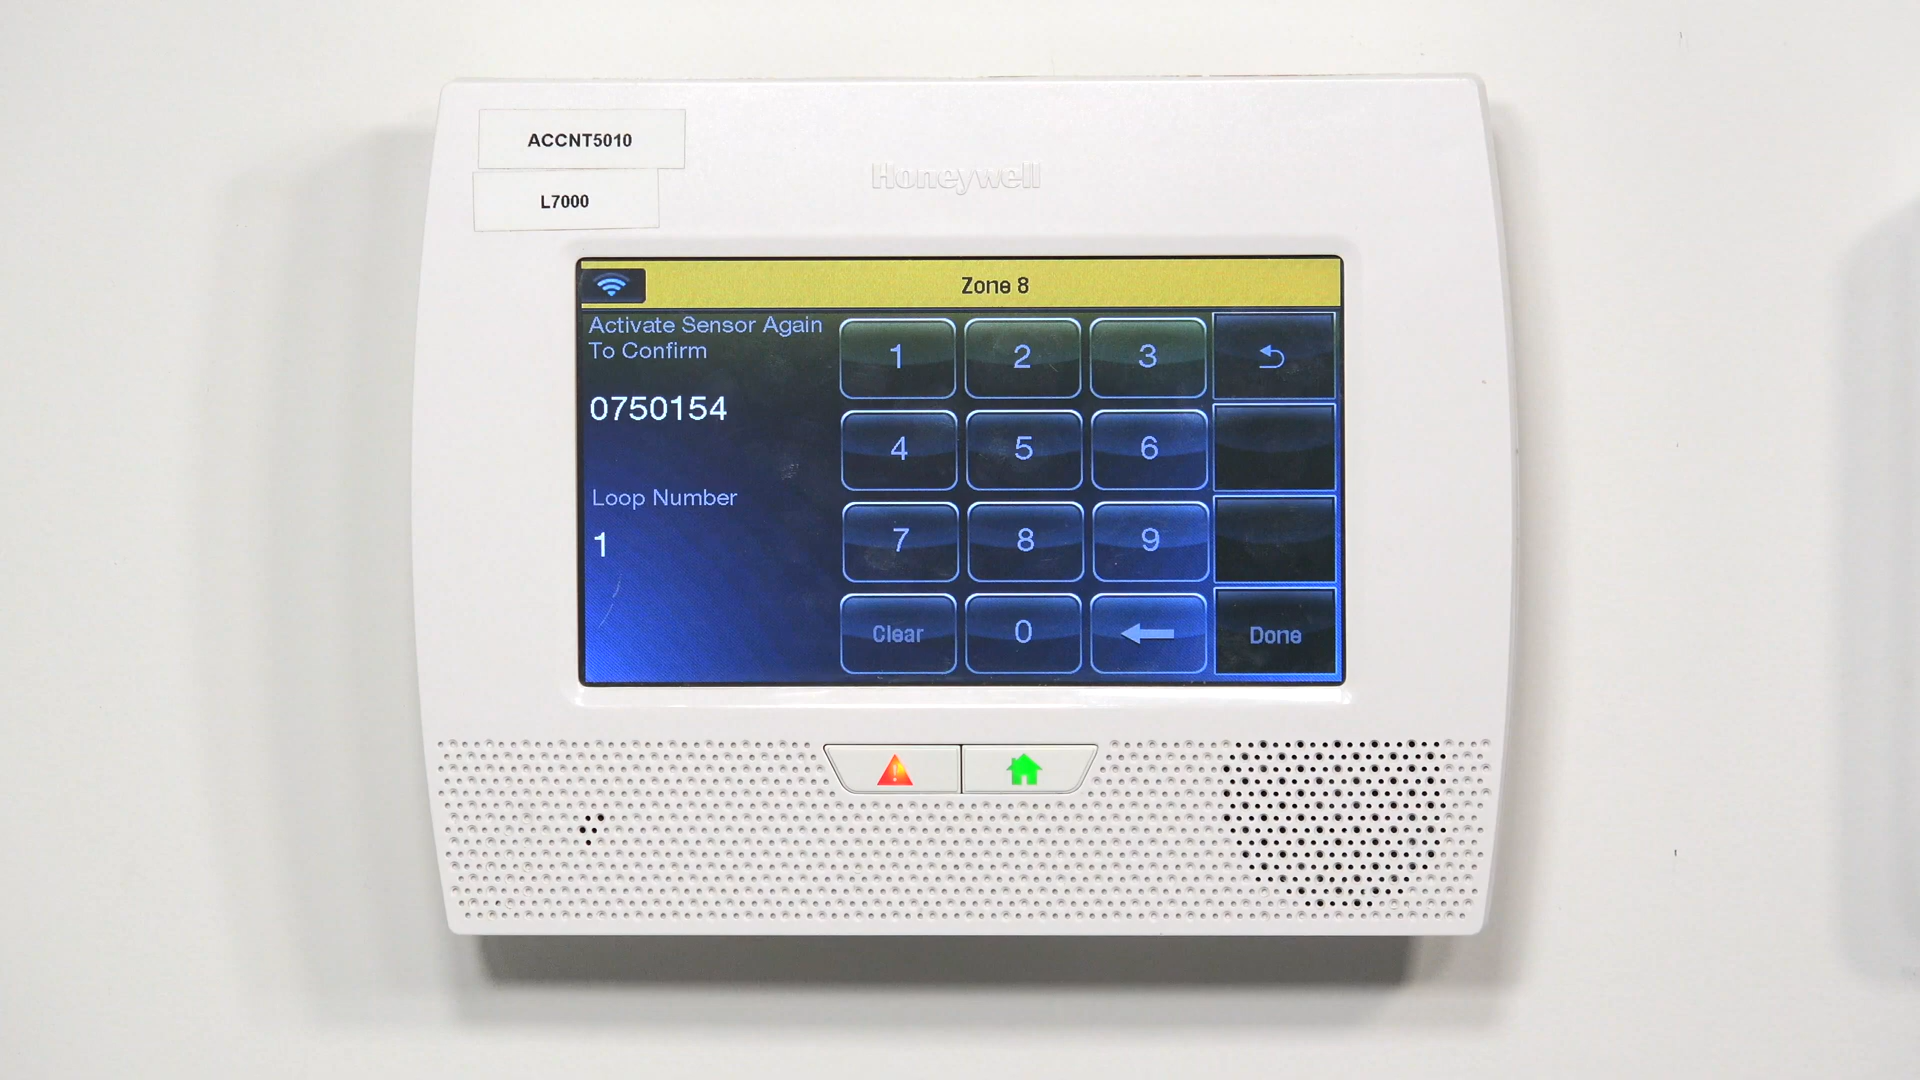 ACCNT5010
L7000
Honeywell
Zone 8
Activate Sensor Again
To Confirm
0750154
Loop Number
1
1 2 3
4 5 6
7 8 9
Clear 0 Done